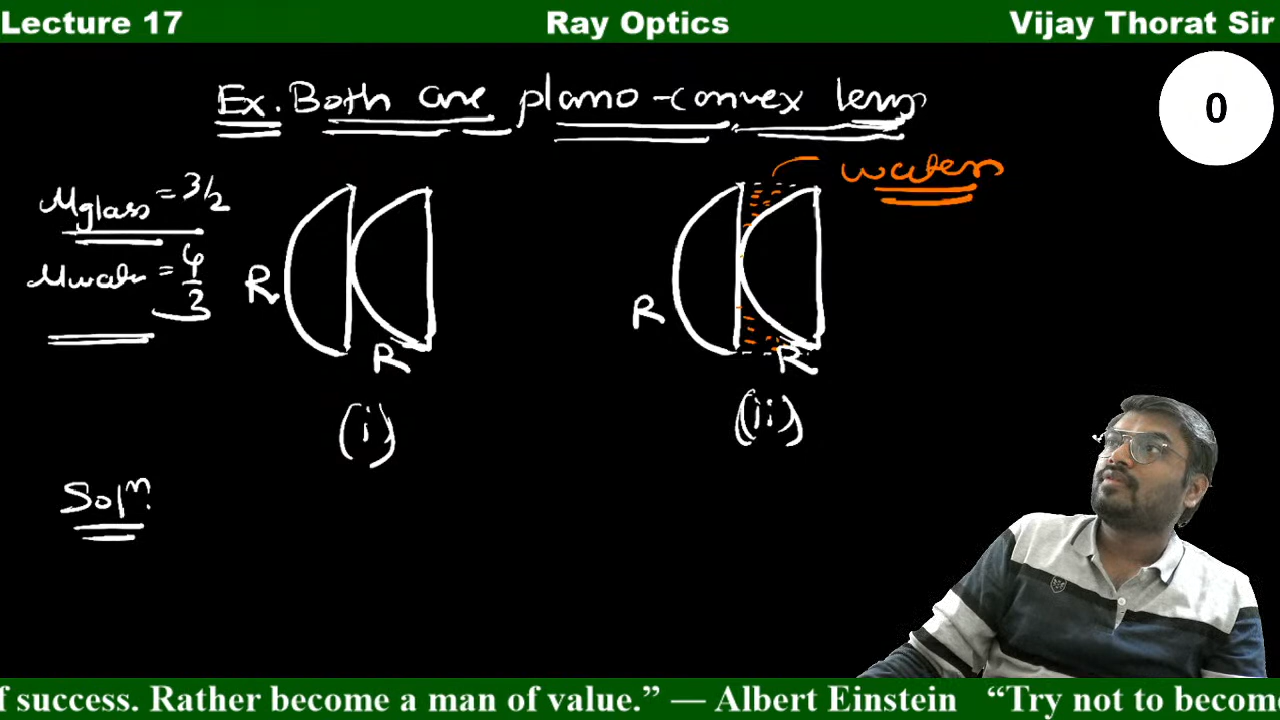 Lecture 17 Ray Optics Vijay Thorat Sir
0
Ex. Both are plano-convex lens
water
μglass = 3/2
μwater = 4/3
R R R R
(i) (ii)
Soln.
f success. Rather become a man of value.” — Albert Einstein “Try not to becom